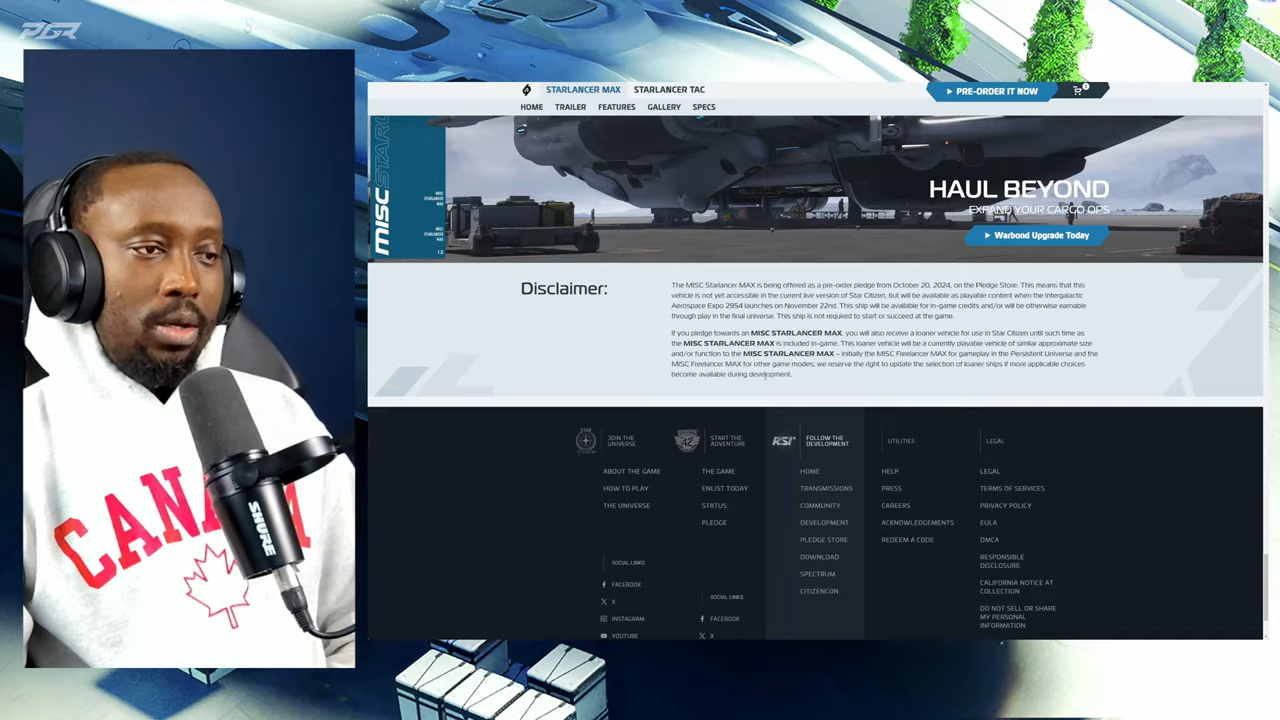 PGR
STARLANCER MAX
STARLANCER TAC
PRE-ORDER IT NOW
HOME
TRAILER
FEATURES
GALLERY
SPECS
MISC STARL
MISC
STARLANCER
MAX
MISC
STARLANCER
MAX
1.0
HAUL BEYOND
EXPAND YOUR CARGO OPS
Warbond Upgrade Today
Disclaimer:
The MISC Starlancer MAX is being offered as a pre-order pledge from October 20, 2024, on the Pledge Store. This means that this
vehicle is not yet accessible in the current live version of Star Citizen, but will be available as playable content when the Intergalactic
Aerospace Expo 2954 launches on November 22nd. This ship will be available for in-game credits and/or will be otherwise earnable
through play in the final universe. This ship is not required to start or succeed at the game.
If you pledge towards an MISC STARLANCER MAX, you will also receive a loaner vehicle for use in Star Citizen until such time as
the MISC STARLANCER MAX is included in-game. This loaner vehicle will be a currently playable vehicle of similar approximate size
and/or function to the MISC STARLANCER MAX – initially the MISC Freelancer MAX for gameplay in the Persistent Universe and the
MISC Freelancer MAX for other game modes; we reserve the right to update the selection of loaner ships if more applicable choices
become available during development.
JOIN THE
UNIVERSE
ABOUT THE GAME
HOW TO PLAY
THE UNIVERSE
SOCIAL LINKS
FACEBOOK
X
INSTAGRAM
YOUTUBE
START THE
ADVENTURE
THE GAME
ENLIST TODAY
STATUS
PLEDGE
SOCIAL LINKS
FACEBOOK
X
RSI
FOLLOW THE
DEVELOPMENT
HOME
TRANSMISSIONS
COMMUNITY
DEVELOPMENT
PLEDGE STORE
DOWNLOAD
SPECTRUM
CITIZENCON
UTILITIES
HELP
PRESS
CAREERS
ACKNOWLEDGEMENTS
REDEEM A CODE
LEGAL
LEGAL
TERMS OF SERVICES
PRIVACY POLICY
EULA
DMCA
RESPONSIBLE
DISCLOSURE
CALIFORNIA NOTICE AT
COLLECTION
DO NOT SELL OR SHARE
MY PERSONAL
INFORMATION
CANA
SHURE